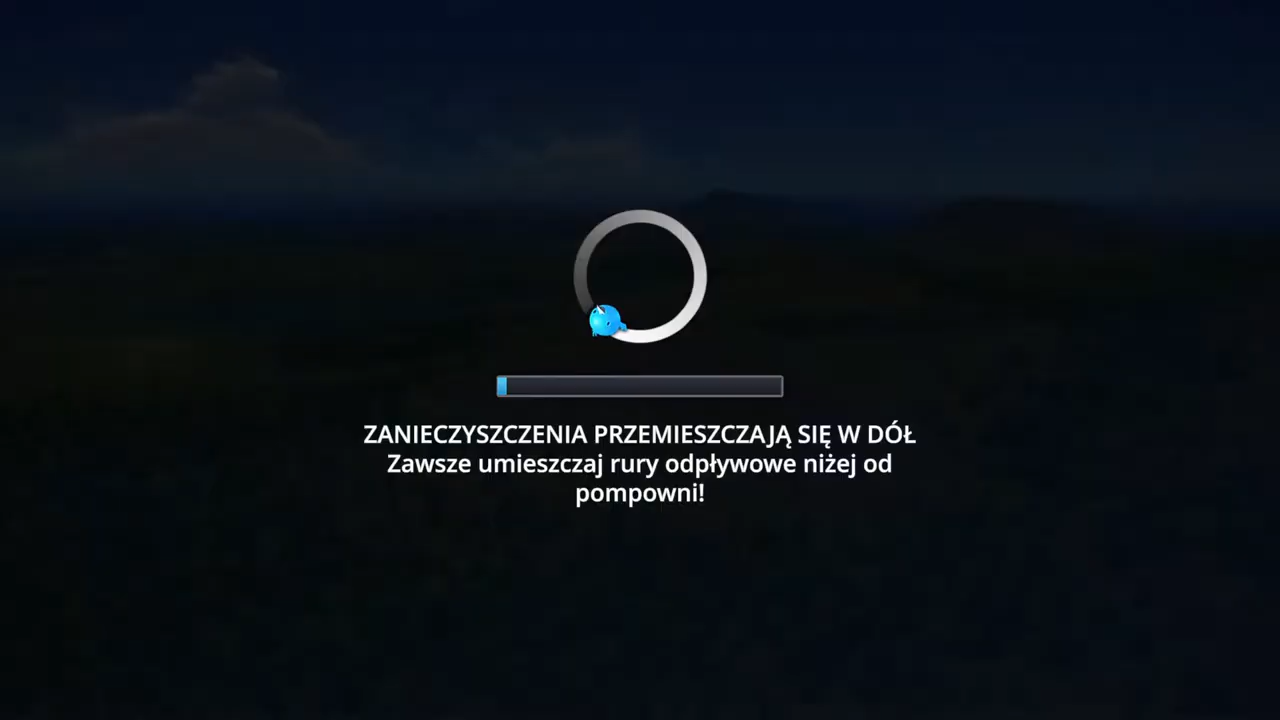 ZANIECZYSZCZENIA PRZEMIESZCZAJĄ SIĘ W DÓŁ
Zawsze umieszczaj rury odpływowe niżej od
pompowni!